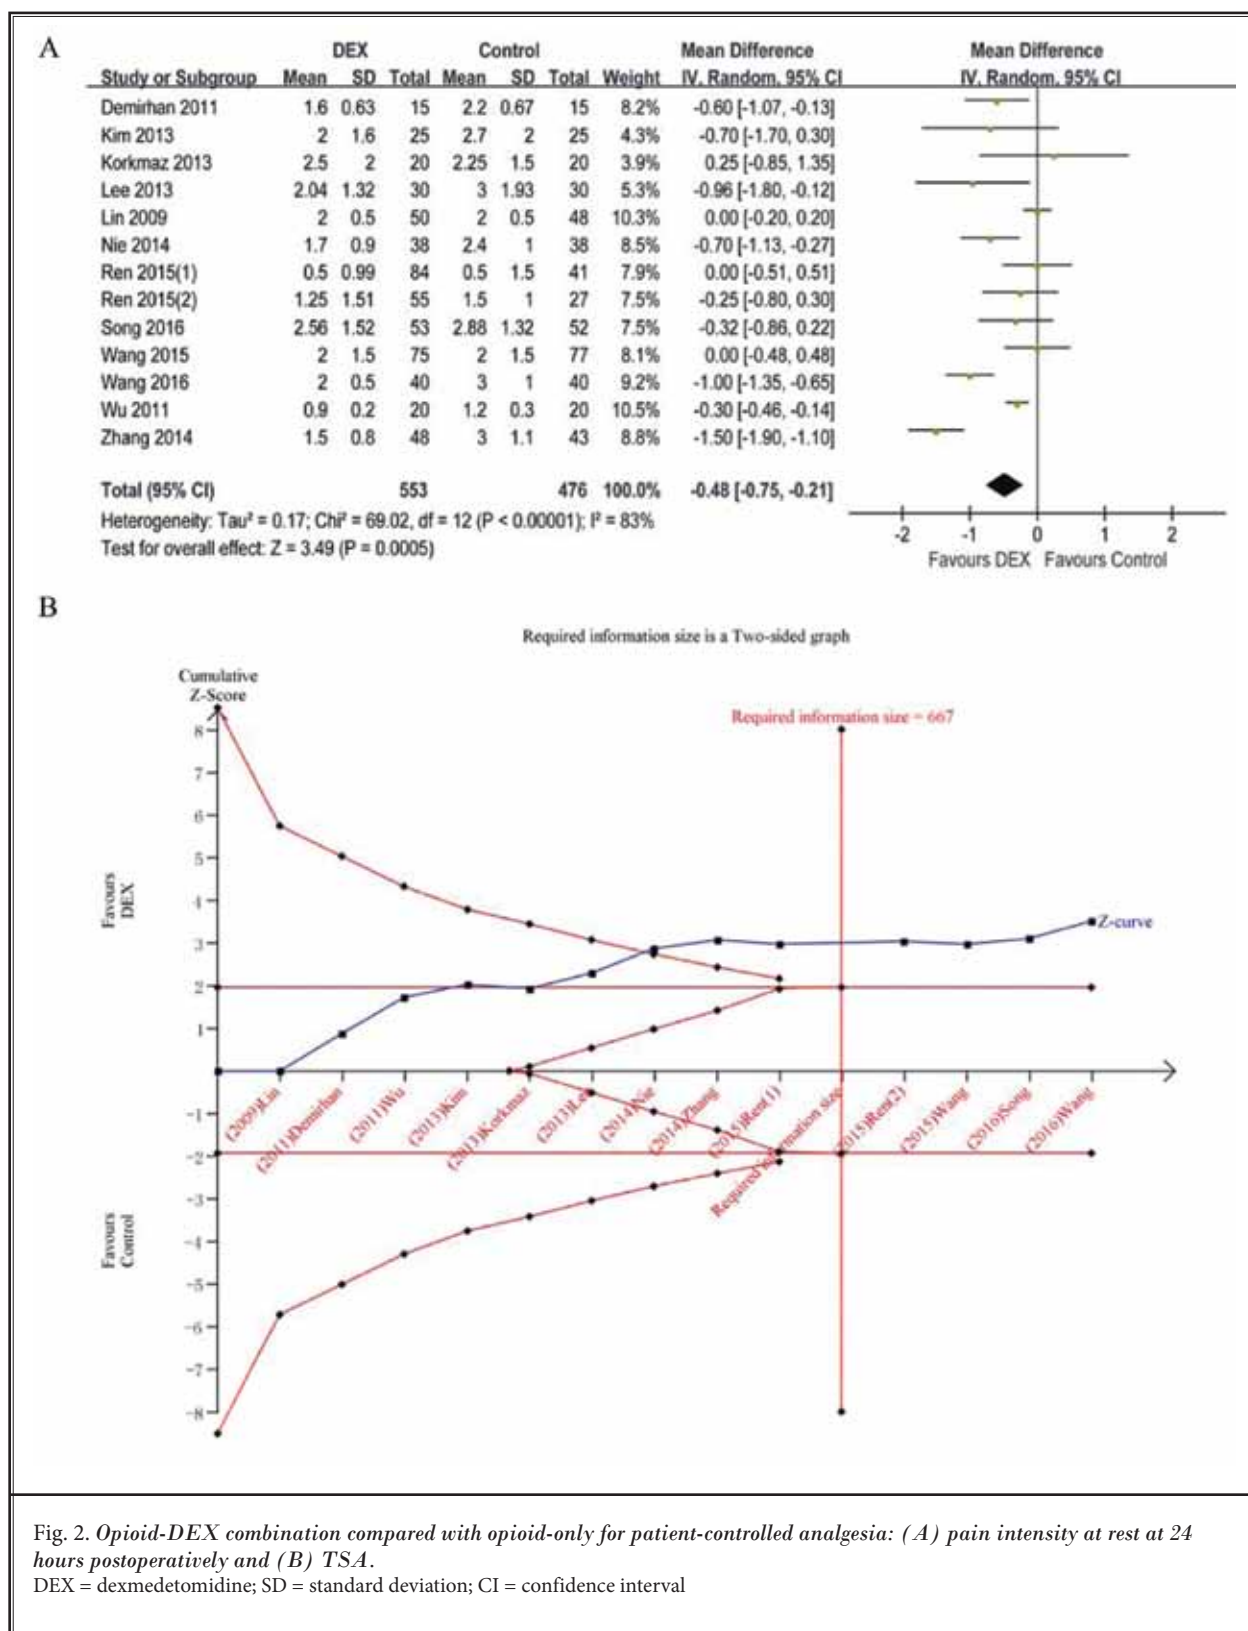 A
DEX Control Mean Difference Mean Difference
Study or Subgroup Mean SD Total Mean SD Total Weight IV, Random, 95% CI IV, Random, 95% CI
Demirhan 2011 1.6 0.63 15 2.2 0.67 15 8.2% -0.60 [-1.07, -0.13]
Kim 2013 2 1.6 25 2.7 2 25 4.3% -0.70 [-1.70, 0.30]
Korkmaz 2013 2.5 2 20 2.25 1.5 20 3.9% 0.25 [-0.85, 1.35]
Lee 2013 2.04 1.32 30 3 1.93 30 5.3% -0.96 [-1.80, -0.12]
Lin 2009 2 0.5 50 2 0.5 48 10.3% 0.00 [-0.20, 0.20]
Nie 2014 1.7 0.9 38 2.4 1 38 8.5% -0.70 [-1.13, -0.27]
Ren 2015(1) 0.5 0.99 84 0.5 1.5 41 7.9% 0.00 [-0.51, 0.51]
Ren 2015(2) 1.25 1.51 55 1.5 1 27 7.5% -0.25 [-0.80, 0.30]
Song 2016 2.56 1.52 53 2.88 1.32 52 7.5% -0.32 [-0.86, 0.22]
Wang 2015 2 1.5 75 2 1.5 77 8.1% 0.00 [-0.48, 0.48]
Wang 2016 2 0.5 40 3 1 40 9.2% -1.00 [-1.35, -0.65]
Wu 2011 0.9 0.2 20 1.2 0.3 20 10.5% -0.30 [-0.46, -0.14]
Zhang 2014 1.5 0.8 48 3 1.1 43 8.8% -1.50 [-1.90, -1.10]
Total (95% CI) 553 476 100.0% -0.48 [-0.75, -0.21]
Heterogeneity: Tau² = 0.17; Chi² = 69.02, df = 12 (P < 0.00001); I² = 83%
Test for overall effect: Z = 3.49 (P = 0.0005)
-2 -1 0 1 2
Favours DEX Favours Control
B
Required information size is a Two-sided graph
Cumulative
Z-Score
Required information size = 667
8
7
6
5
4
3
2
1
-1
-2
-3
-4
-5
-6
-7
-8
Favours
DEX
Favours
Control
Z-curve
(2009)Lin
(2011)Demirhan
(2011)Wu
(2013)Kim
(2013)Korkmaz
(2013)Lee
(2014)Nie
(2014)Zhang
(2015)Ren(1)
Required information size
(2015)Ren(2)
(2015)Wang
(2016)Song
(2016)Wang
Fig. 2. Opioid-DEX combination compared with opioid-only for patient-controlled analgesia: (A) pain intensity at rest at 24
hours postoperatively and (B) TSA.
DEX = dexmedetomidine; SD = standard deviation; CI = confidence interval